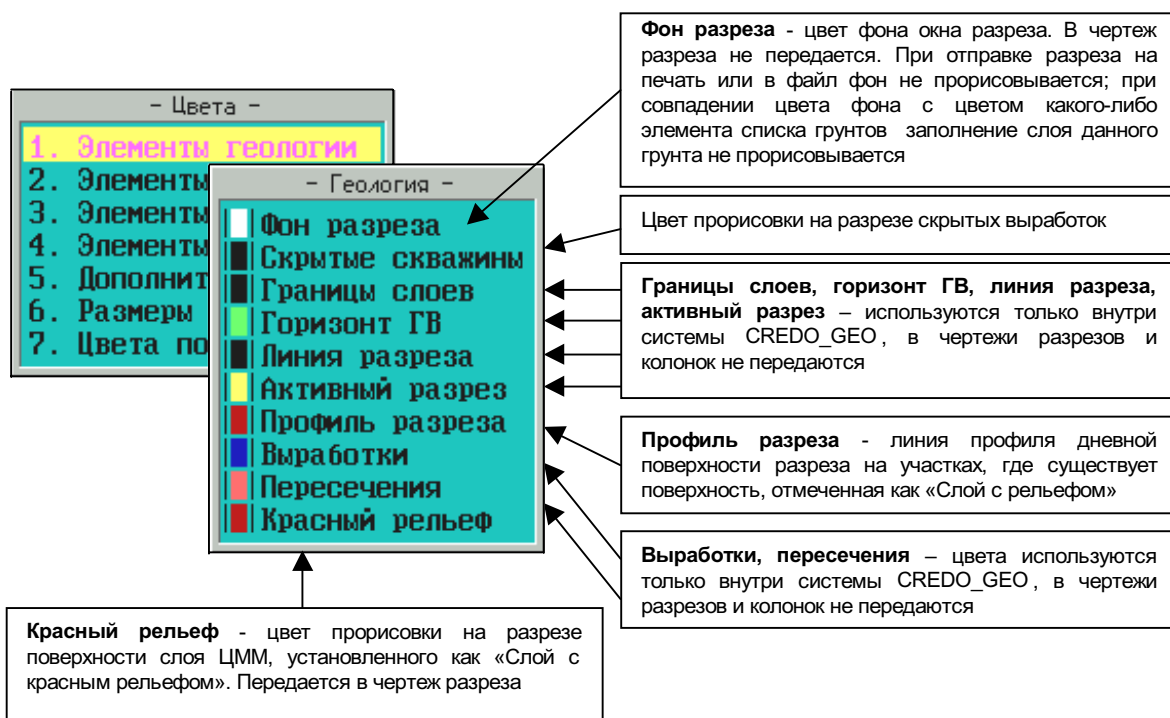 Фон разреза - цвет фона окна разреза. В чертеж
разреза не передается. При отправке разреза на
печать или в файл фон не прорисовывается; при
совпадении цвета фона с цветом какого-либо
элемента списка грунтов заполнение слоя данного
грунта не прорисовывается
- Цвета -
1. Элементы геологии
2. Элементы
3. Элементы
4. Элементы
5. Дополнит
6. Размеры
7. Цвета по
- Геология -
Фон разреза
Скрытые скважины
Границы слоев
Горизонт ГВ
Линия разреза
Активный разрез
Профиль разреза
Выработки
Пересечения
Красный рельеф
Цвет прорисовки на разрезе скрытых выработок
Границы слоев, горизонт ГВ, линия разреза,
активный разрез – используются только внутри
системы CREDO_GEO, в чертежи разрезов и
колонок не передаются
Профиль разреза - линия профиля дневной
поверхности разреза на участках, где существует
поверхность, отмеченная как «Слой с рельефом»
Выработки, пересечения – цвета используются
только внутри системы CREDO_GEO, в чертежи
разрезов и колонок не передаются
Красный рельеф - цвет прорисовки на разрезе
поверхности слоя ЦММ, установленного как «Слой с
красным рельефом». Передается в чертеж разреза